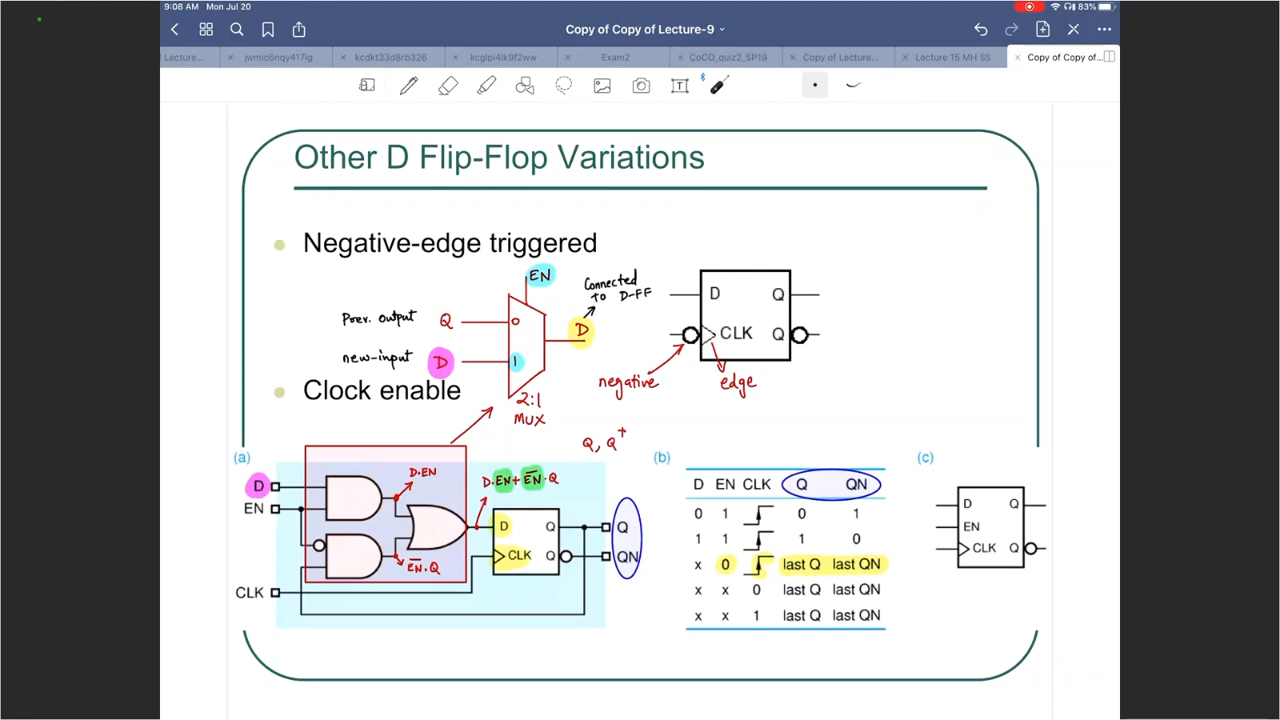 9:08 AM Mon Jul 20
83%
Copy of Copy of Lecture-9
Lecture...
jwmic6nqy417ig
kcdkt33d8rb326
kcglpi4lk9f2ww
Exam2
CoCO_quiz2_SP19
Copy of Lecture...
Lecture 15 MH SS
Copy of Copy of...
T
Other D Flip-Flop Variations
Negative-edge triggered
EN
Connected
to D-FF
Prev. output Q 0 D
new-input D 1
2:1
MUX
D Q
CLK Q
negative edge
Clock enable
Q, Q+
(a)
D
EN
CLK
D·EN
E̅N̅·Q
D·EN+E̅N̅·Q
D Q
CLK Q
Q
QN
(b)
D EN CLK Q QN
0 1 0 1
1 1 1 0
x 0 last Q last QN
x x 0 last Q last QN
x x 1 last Q last QN
(c)
D Q
EN
CLK Q